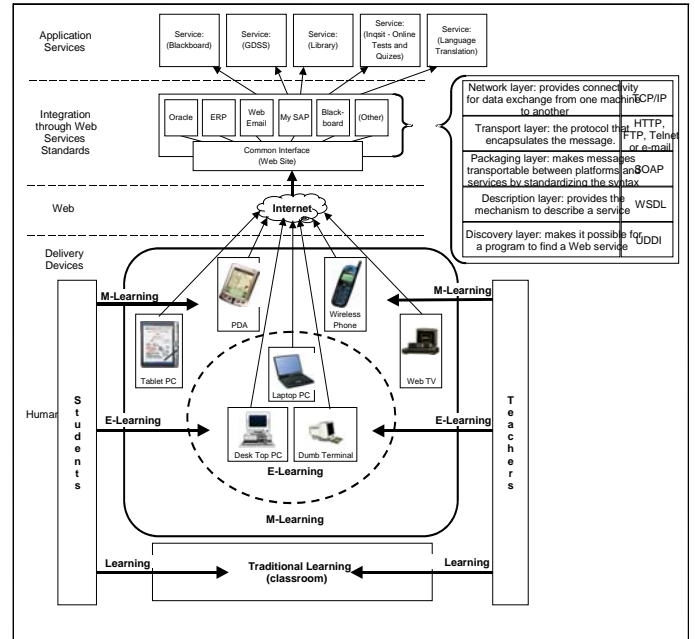 Application
Services
Service:
(Blackboard)
Service:
(GDSS)
Service:
(Library)
Service:
(Inqsit - Online
Tests and
Quizes)
Service:
(Language
Translation)
Integration
through Web
Services
Standards
Oracle
ERP
Web
Email
My SAP
Black-
board
(Other)
Common Interface
(Web Site)
Network layer: provides connectivity
for data exchange from one machine
to another
TCP/IP
Transport layer: the protocol that
encapsulates the message.
HTTP,
FTP, Telnet
or e-mail
Packaging layer: makes messages
transportable between platforms and
services by standardizing the syntax
SOAP
Description layer: provides the
mechanism to describe a service
WSDL
Discovery layer: makes it possible for
a program to find a Web service
UDDI
Web
Internet
Delivery
Devices
M-Learning
M-Learning
PDA
Wireless
Phone
Tablet PC
Web TV
Laptop PC
Human
Students
Teachers
E-Learning
E-Learning
Desk Top PC
Dumb Terminal
E-Learning
M-Learning
Learning
Learning
Traditional Learning
(classroom)